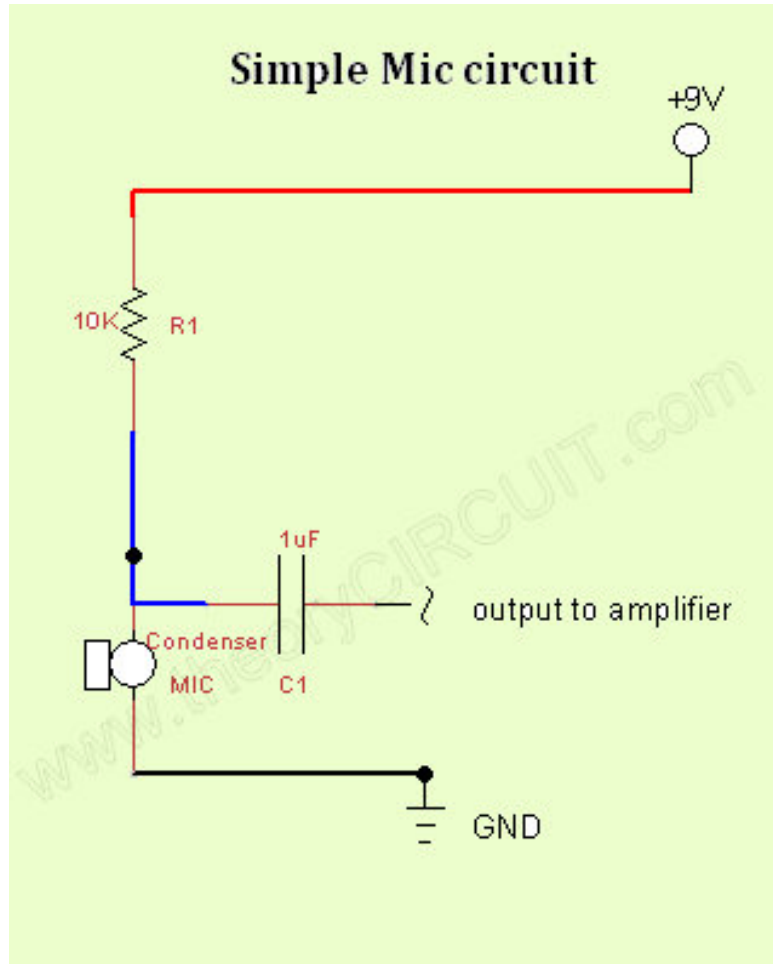 Simple Mic circuit
+9V
10K R1
1uF
output to amplifier
Condenser
MIC C1
GND
www.theoryCIRCUIT.com